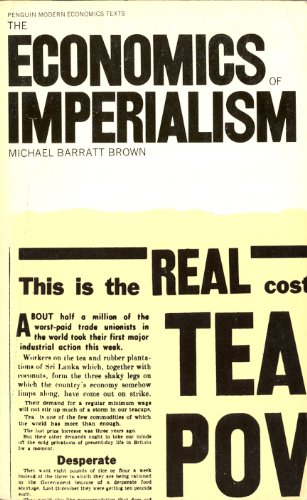 PENGUIN MODERN ECONOMICS TEXTS
THE
ECONOMICS
OF
IMPERIALISM
MICHAEL BARRATT BROWN
This is the REAL cost
TEA
POW
ABOUT half a million of the
worst-paid trade unionists in
the world took their first major
industrial action this week.
Workers on the tea and rubber planta-
tions of Sri Lanka which, together with
coconuts, form the three shaky legs on
which the country's economy somehow
limps along, have come out on strike.
Their demand for a regular minimum wage
will not stir up much of a storm in our teacups.
Tea is one of the few commodities of which
the world has more than enough.
The last price increase was three years ago.
But their other demands ought to take our minds
off the mild privations of present-day life in Britain
for a moment.
Desperate
They want eight ounces of rice or flour a week
instead of the three to which they are being rationed
by the Government because of a desperate food
shortage. Last December they were getting ten ounces